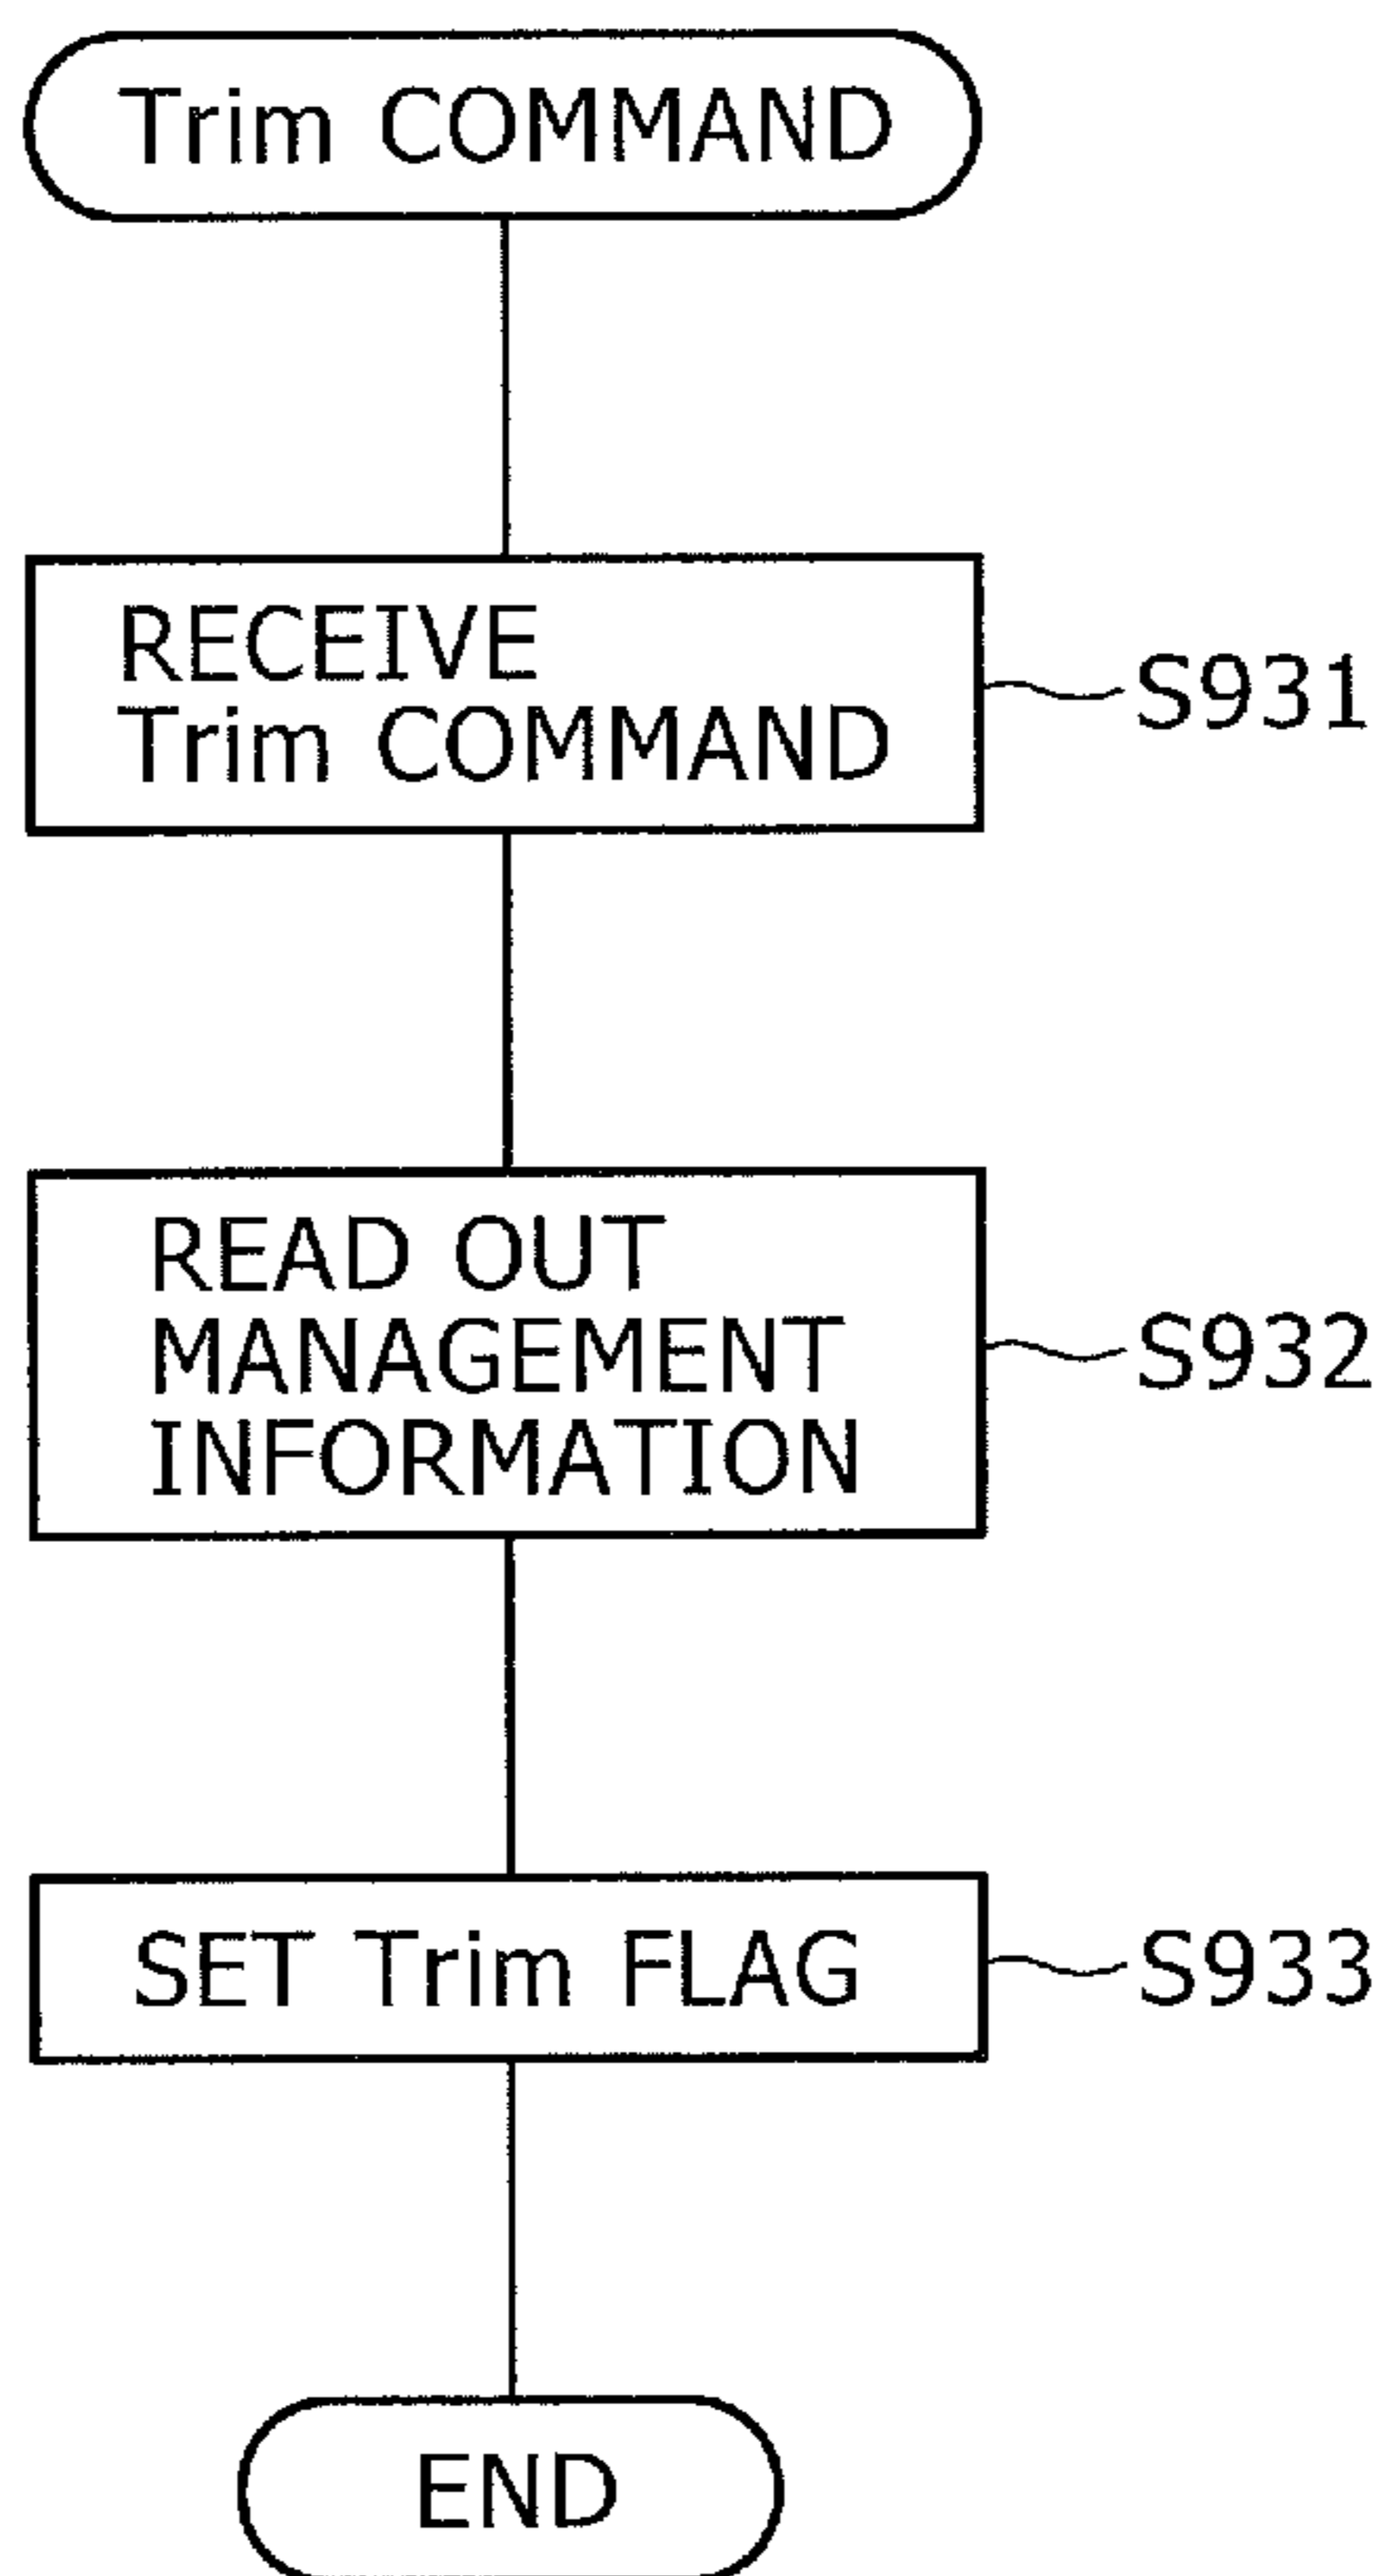 Trim COMMAND
RECEIVE
Trim COMMAND
S931
READ OUT
MANAGEMENT
INFORMATION
S932
SET Trim FLAG
S933
END